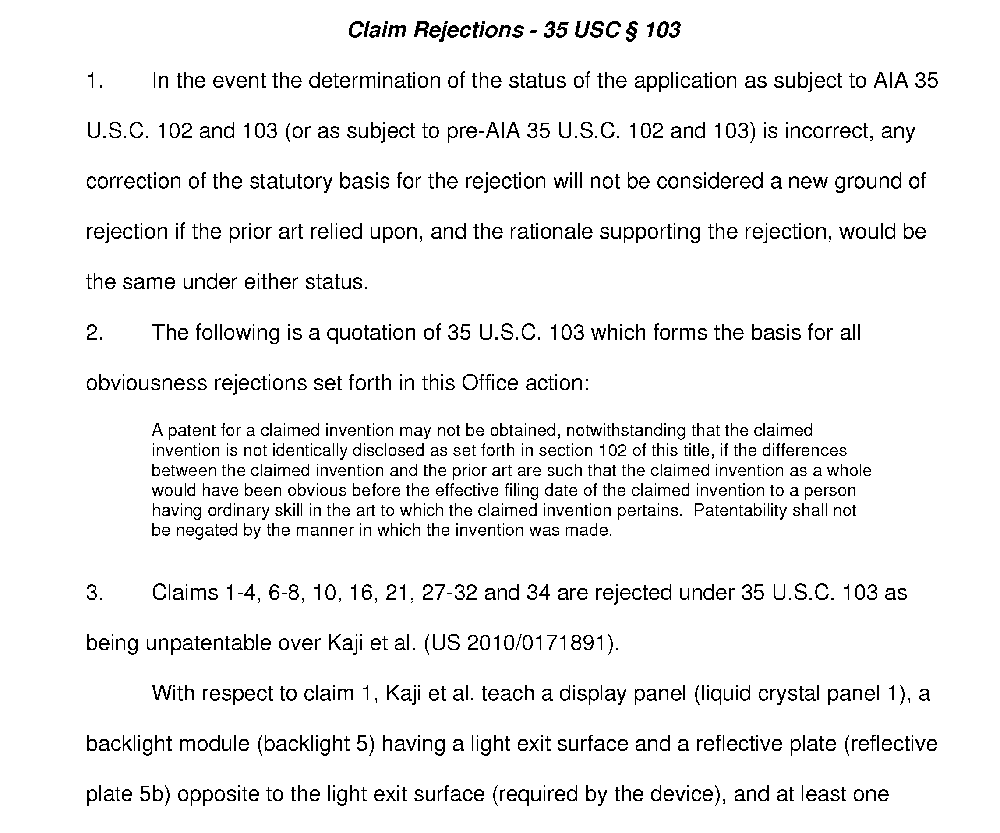 Claim Rejections - 35 USC § 103
1. In the event the determination of the status of the application as subject to AIA 35
U.S.C. 102 and 103 (or as subject to pre-AIA 35 U.S.C. 102 and 103) is incorrect, any
correction of the statutory basis for the rejection will not be considered a new ground of
rejection if the prior art relied upon, and the rationale supporting the rejection, would be
the same under either status.
2. The following is a quotation of 35 U.S.C. 103 which forms the basis for all
obviousness rejections set forth in this Office action:
A patent for a claimed invention may not be obtained, notwithstanding that the claimed
invention is not identically disclosed as set forth in section 102 of this title, if the differences
between the claimed invention and the prior art are such that the claimed invention as a whole
would have been obvious before the effective filing date of the claimed invention to a person
having ordinary skill in the art to which the claimed invention pertains. Patentability shall not
be negated by the manner in which the invention was made.
3. Claims 1-4, 6-8, 10, 16, 21, 27-32 and 34 are rejected under 35 U.S.C. 103 as
being unpatentable over Kaji et al. (US 2010/0171891).
With respect to claim 1, Kaji et al. teach a display panel (liquid crystal panel 1), a
backlight module (backlight 5) having a light exit surface and a reflective plate (reflective
plate 5b) opposite to the light exit surface (required by the device), and at least one